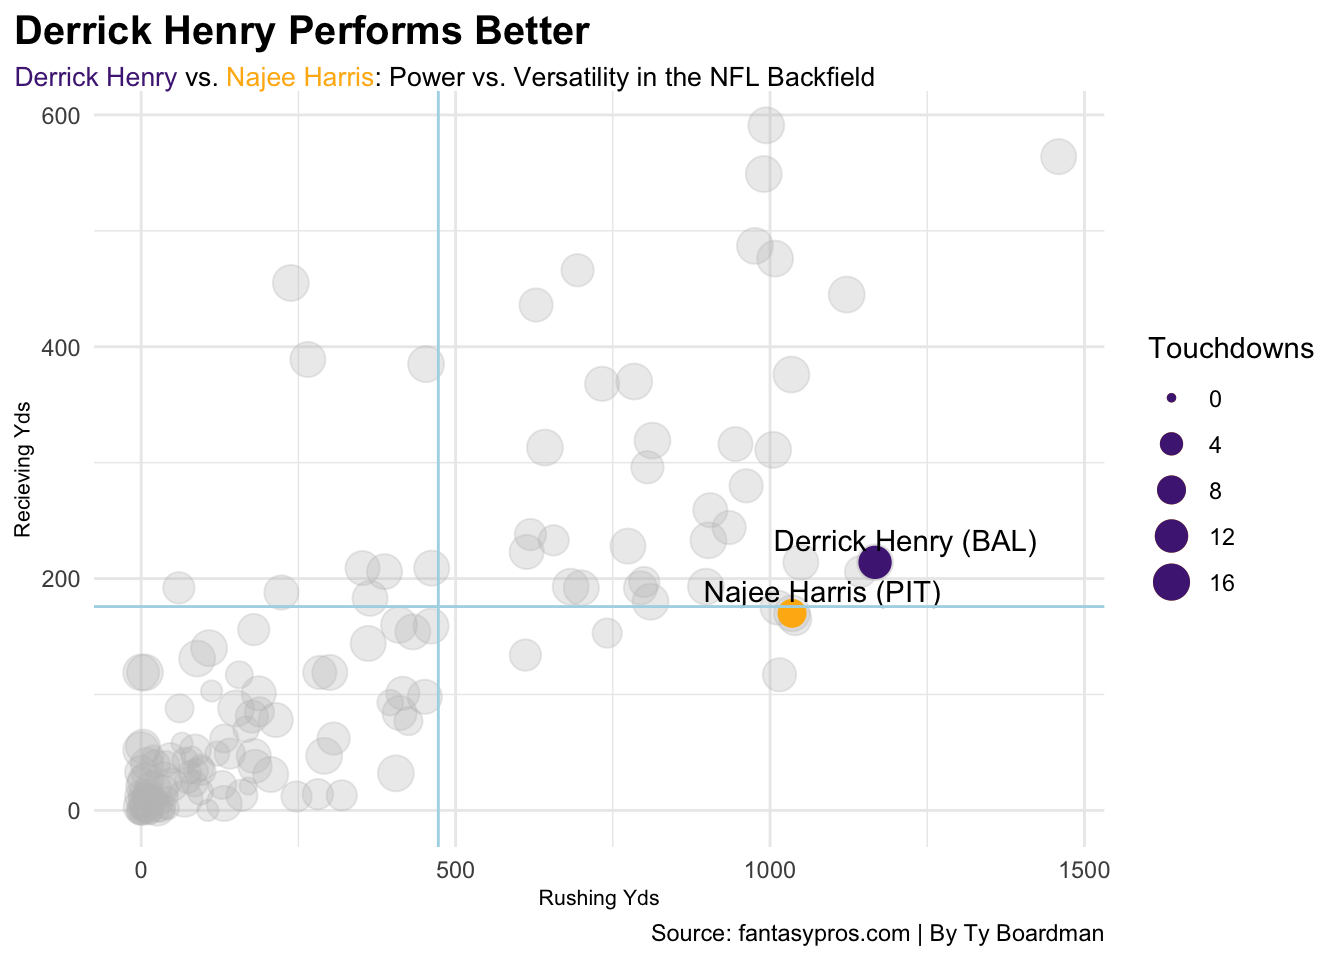 Derrick Henry Performs Better
Derrick Henry vs. Najee Harris: Power vs. Versatility in the NFL Backfield
600
400
200
0
Recieving Yds
Derrick Henry (BAL)
Najee Harris (PIT)
0
500
1000
1500
Rushing Yds
Touchdowns
0
4
8
12
16
Source: fantasypros.com | By Ty Boardman